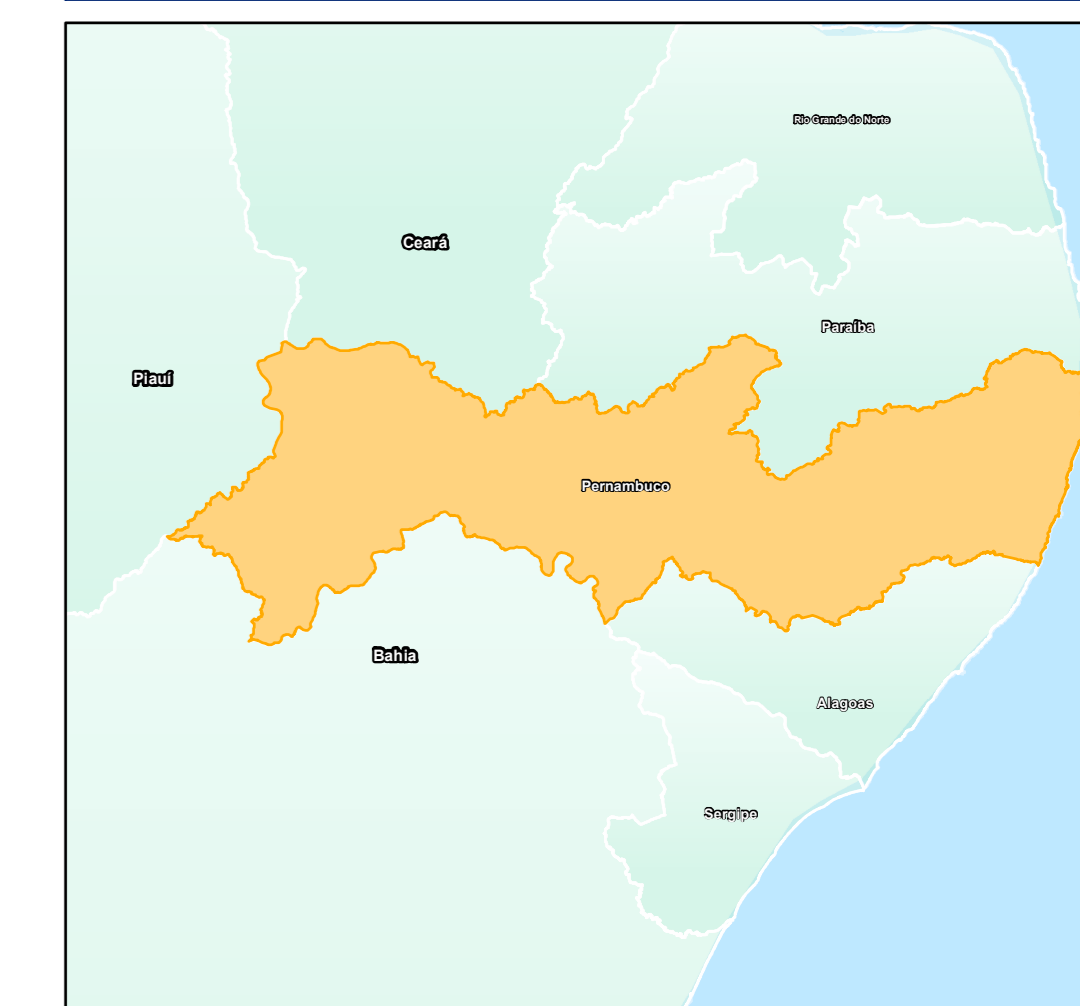 Rio Grande do Norte
Ceará
Paraíba
Piauí
Pernambuco
Bahia
Alagoas
Sergipe